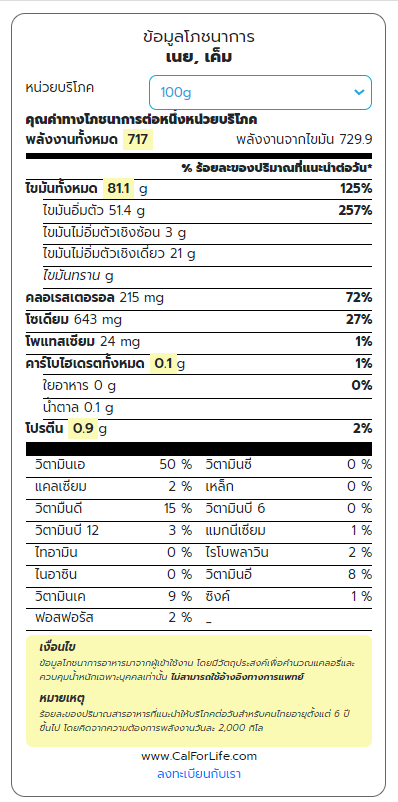 ข้อมูลโภชนาการ
เนย, เค็ม
หน่วยบริโภค
100g
คุณค่าทางโภชนาการต่อหนึ่งหน่วยบริโภค
พลังงานทั้งหมด 717 พลังงานจากไขมัน 729.9
% ร้อยละของปริมาณที่แนะนำต่อวัน*
ไขมันทั้งหมด 81.1 g 125%
ไขมันอิ่มตัว 51.4 g 257%
ไขมันไม่อิ่มตัวเชิงซ้อน 3 g
ไขมันไม่อิ่มตัวเชิงเดี่ยว 21 g
ไขมันทราน g
คลอเรสเตอรอล 215 mg 72%
โซเดียม 643 mg 27%
โพแทสเซียม 24 mg 1%
คาร์โบไฮเดรตทั้งหมด 0.1 g 1%
ใยอาหาร 0 g 0%
น้ำตาล 0.1 g
โปรตีน 0.9 g 2%
วิตามินเอ 50 % วิตามินซี 0 %
แคลเซียม 2 % เหล็ก 0 %
วิตามืนดี 15 % วิตามินบี 6 0 %
วิตามินบี 12 3 % แมกนีเซียม 1 %
ไทอามิน 0 % ไรโบพลาวิน 2 %
ไนอาซิน 0 % วิตามินอี 8 %
วิตามินเค 9 % ซิงค์ 1 %
ฟอสฟอรัส 2 % _
เงื่อนไข
ข้อมูลโภชนาการอาหารมาจากผู้เข้าใช้งาน โดยมีวัตถุประสงค์เพื่อคำนวณแคลอรี่และ
ควบคุมน้ำหนักเฉพาะบุคคลเท่านั้น ไม่สามารถใช้อ้างอิงทางการแพทย์
หมายเหตุ
ร้อยละของปริมาณสารอาหารที่แนะนำให้บริโภคต่อวันสำหรับคนไทยอายุตั้งแต่ 6 ปี
ขึ้นไป โดยคิดจากความต้องการพลังงานวันละ 2,000 กิโล
www.CalForLife.com
ลงทะเบียนกับเรา